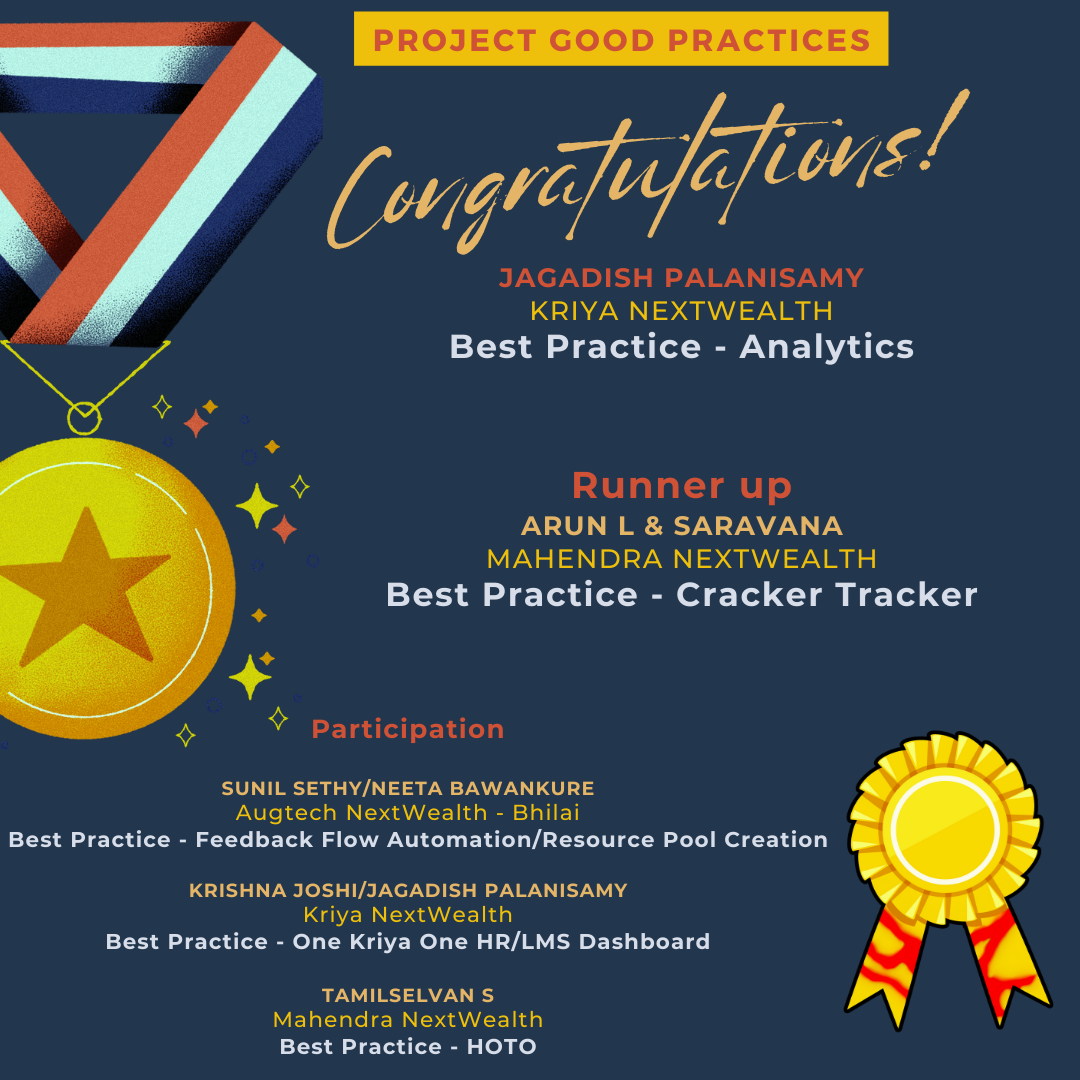 PROJECT GOOD PRACTICES
Congratulations!
JAGADISH PALANISAMY
KRIYA NEXTWEALTH
Best Practice - Analytics
Runner up
ARUN L & SARAVANA
MAHENDRA NEXTWEALTH
Best Practice - Cracker Tracker
Participation
SUNIL SETHY/NEETA BAWANKURE
Augtech NextWealth - Bhilai
Best Practice - Feedback Flow Automation/Resource Pool Creation
KRISHNA JOSHI/JAGADISH PALANISAMY
Kriya NextWealth
Best Practice - One Kriya One HR/LMS Dashboard
TAMILSELVAN S
Mahendra NextWealth
Best Practice - HOTO